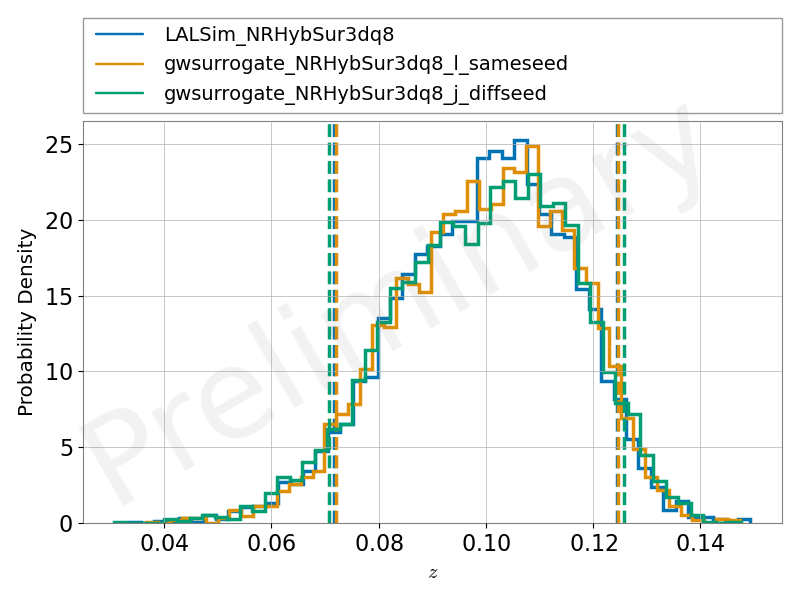 LALSim_NRHybSur3dq8
gwsurrogate_NRHybSur3dq8_l_sameseed
gwsurrogate_NRHybSur3dq8_j_diffseed
Preliminary
Probability Density
25
20
15
10
5
0
0.04 0.06 0.08 0.10 0.12 0.14
z